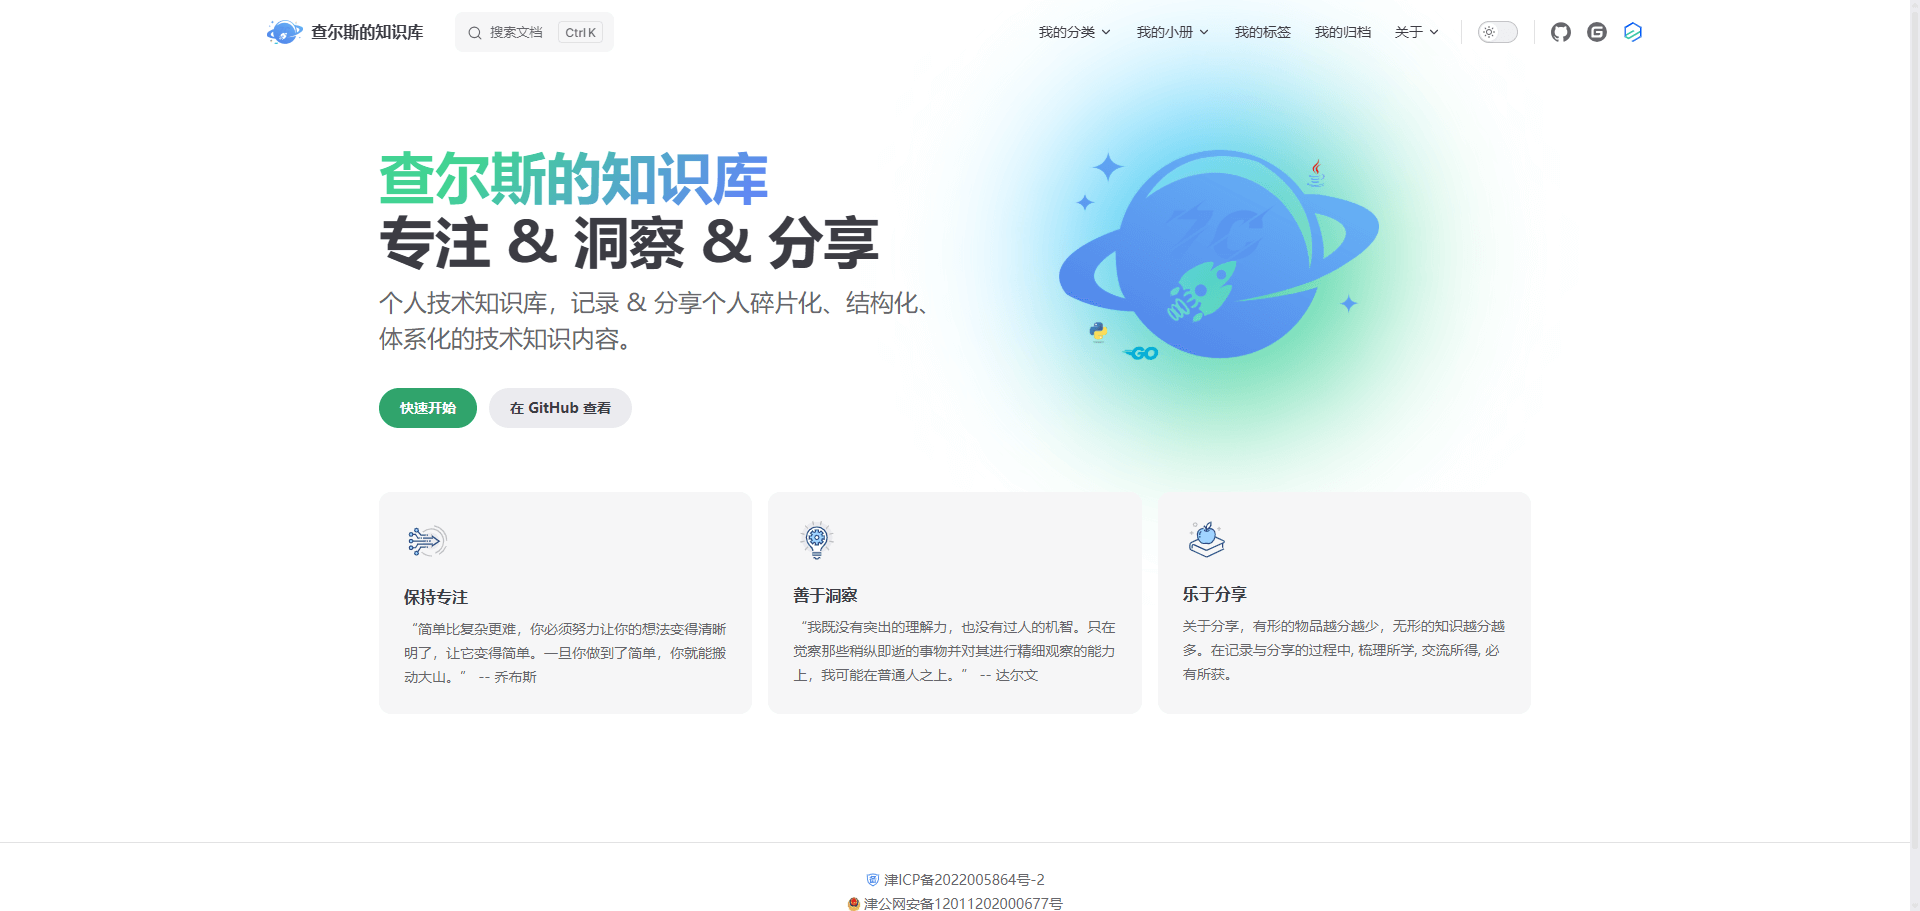 查尔斯的知识库
搜索文档 Ctrl K
我的分类 我的小册 我的标签 我的归档 关于
查尔斯的知识库
专注 & 洞察 & 分享
个人技术知识库，记录 & 分享个人碎片化、结构化、
体系化的技术知识内容。
快速开始 在 GitHub 查看
7C
GO
保持专注
“简单比复杂更难，你必须努力让你的想法变得清晰
明了，让它变得简单。一旦你做到了简单，你就能搬
动大山。” -- 乔布斯
善于洞察
“我既没有突出的理解力，也没有过人的机智。只在
觉察那些稍纵即逝的事物并对其进行精细观察的能力
上，我可能在普通人之上。” -- 达尔文
乐于分享
关于分享，有形的物品越分越少，无形的知识越分越
多。在记录与分享的过程中, 梳理所学, 交流所得, 必
有所获。
津ICP备2022005864号-2
津公网安备12011202000677号